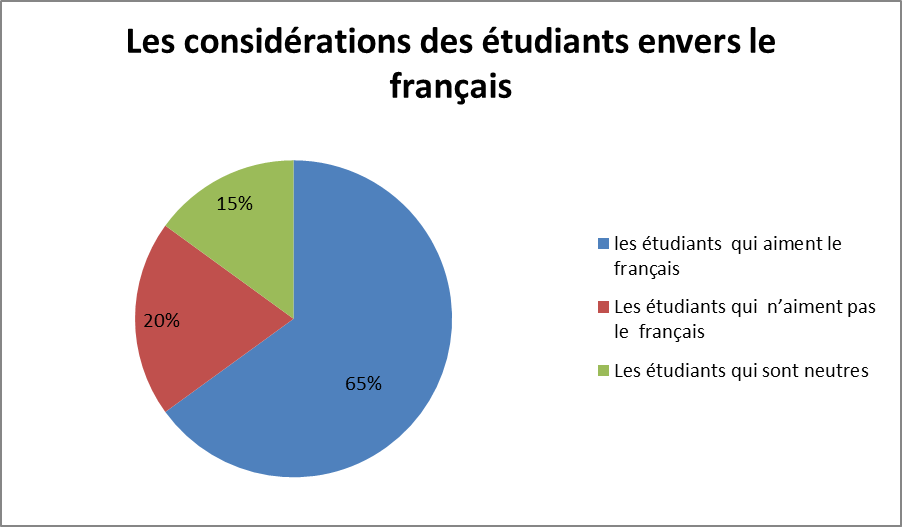 Les considérations des étudiants envers le
français
15%
20%
65%
les étudiants  qui aiment le
français
Les étudiants qui  n’aiment pas
le  français
Les étudiants qui sont neutres